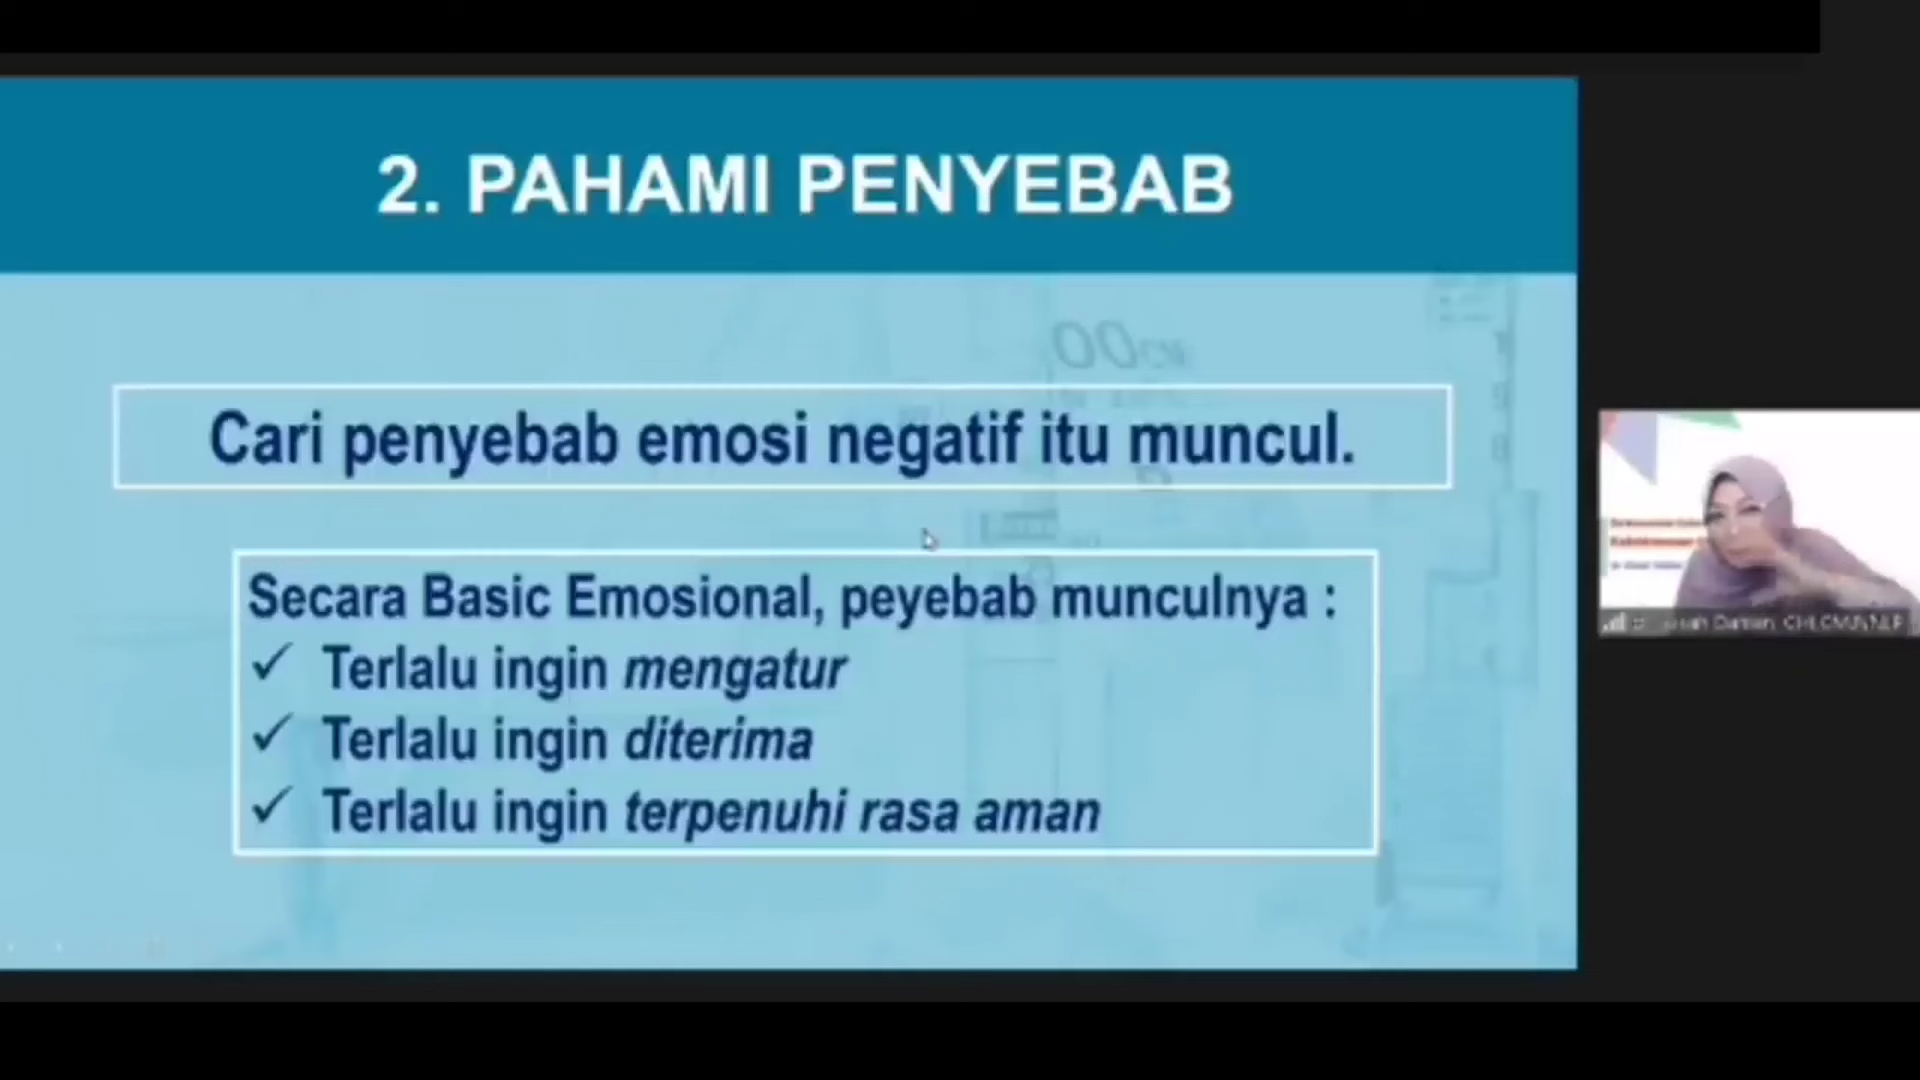 2. PAHAMI PENYEBAB
Cari penyebab emosi negatif itu muncul.
Secara Basic Emosional, peyebab munculnya :
✓ Terlalu ingin mengatur
✓ Terlalu ingin diterima
✓ Terlalu ingin terpenuhi rasa aman